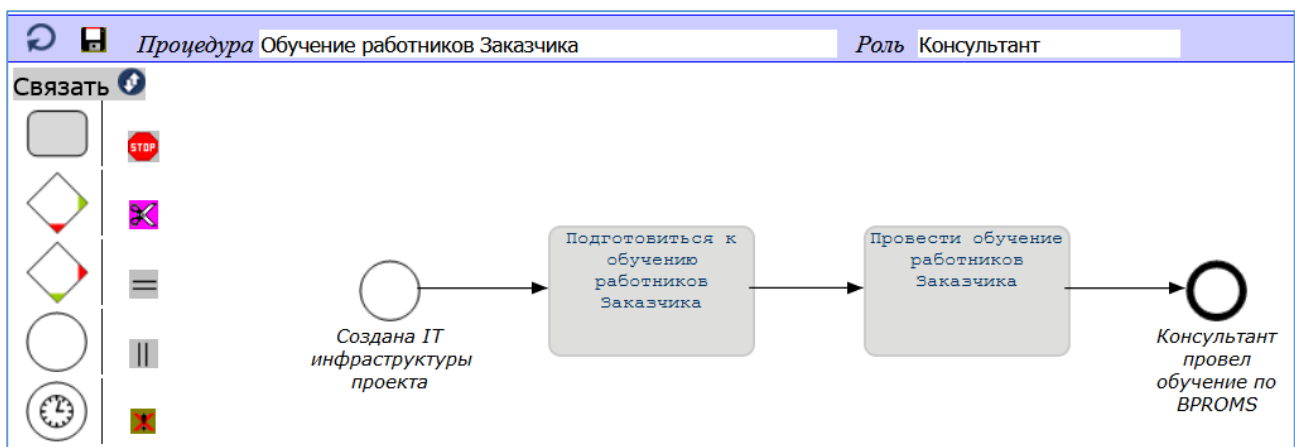 Процедура Обучение работников Заказчика Роль Консультант
Связать
STOP
Подготовиться к
обучению
работников
Заказчика
Провести обучение
работников
Заказчика
Создана IT
инфраструктуры
проекта
Консультант
провел
обучение по
BPROMS